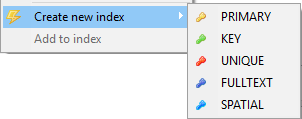 Create new index
Add to index
PRIMARY
KEY
UNIQUE
FULLTEXT
SPATIAL